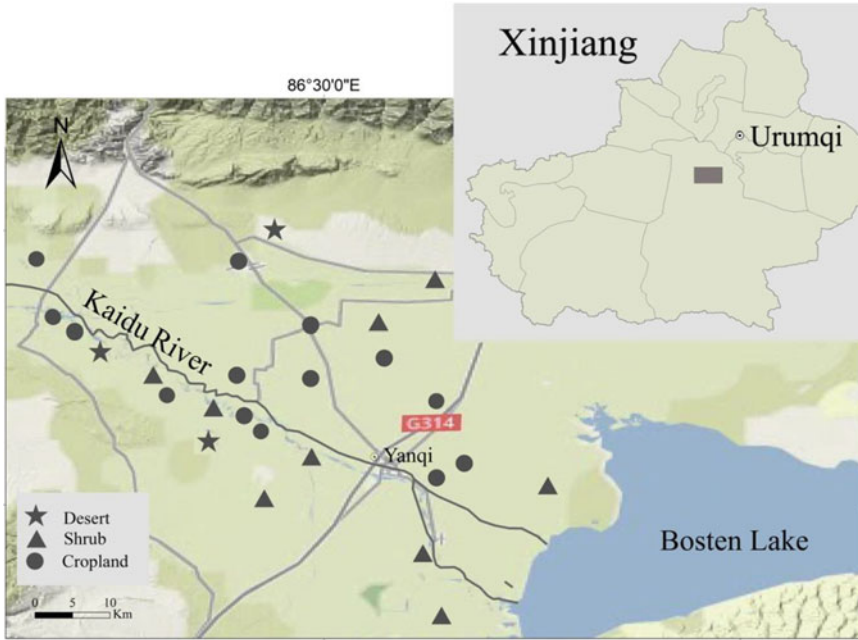 Xinjiang
Urumqi
86°30'0"E
N
Kaidu River
G314
Yanqi
Bosten Lake
Desert
Shrub
Cropland
0 5 10
Km